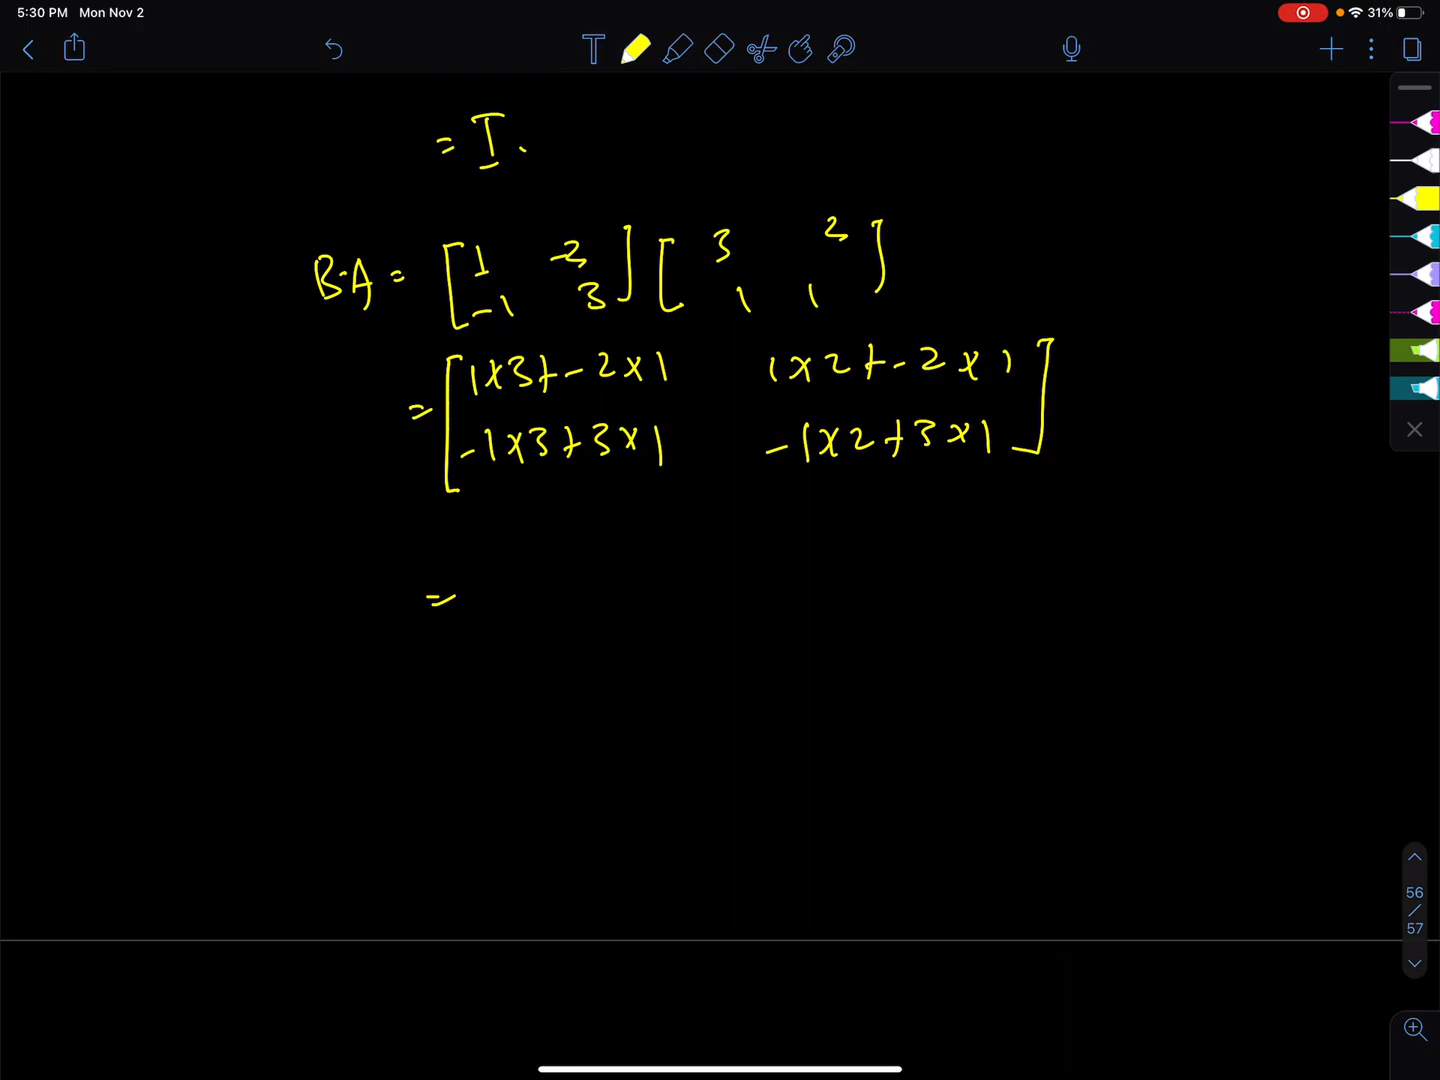 5:30 PM Mon Nov 2
31%
T
= I.
B·A = [ 1 -2 ] [ 3 2 ]
-1 3 1 1
= [ 1×3+-2×1 1×2+-2×1 ]
-1×3+3×1 -1×2+3×1
=
56
/
57